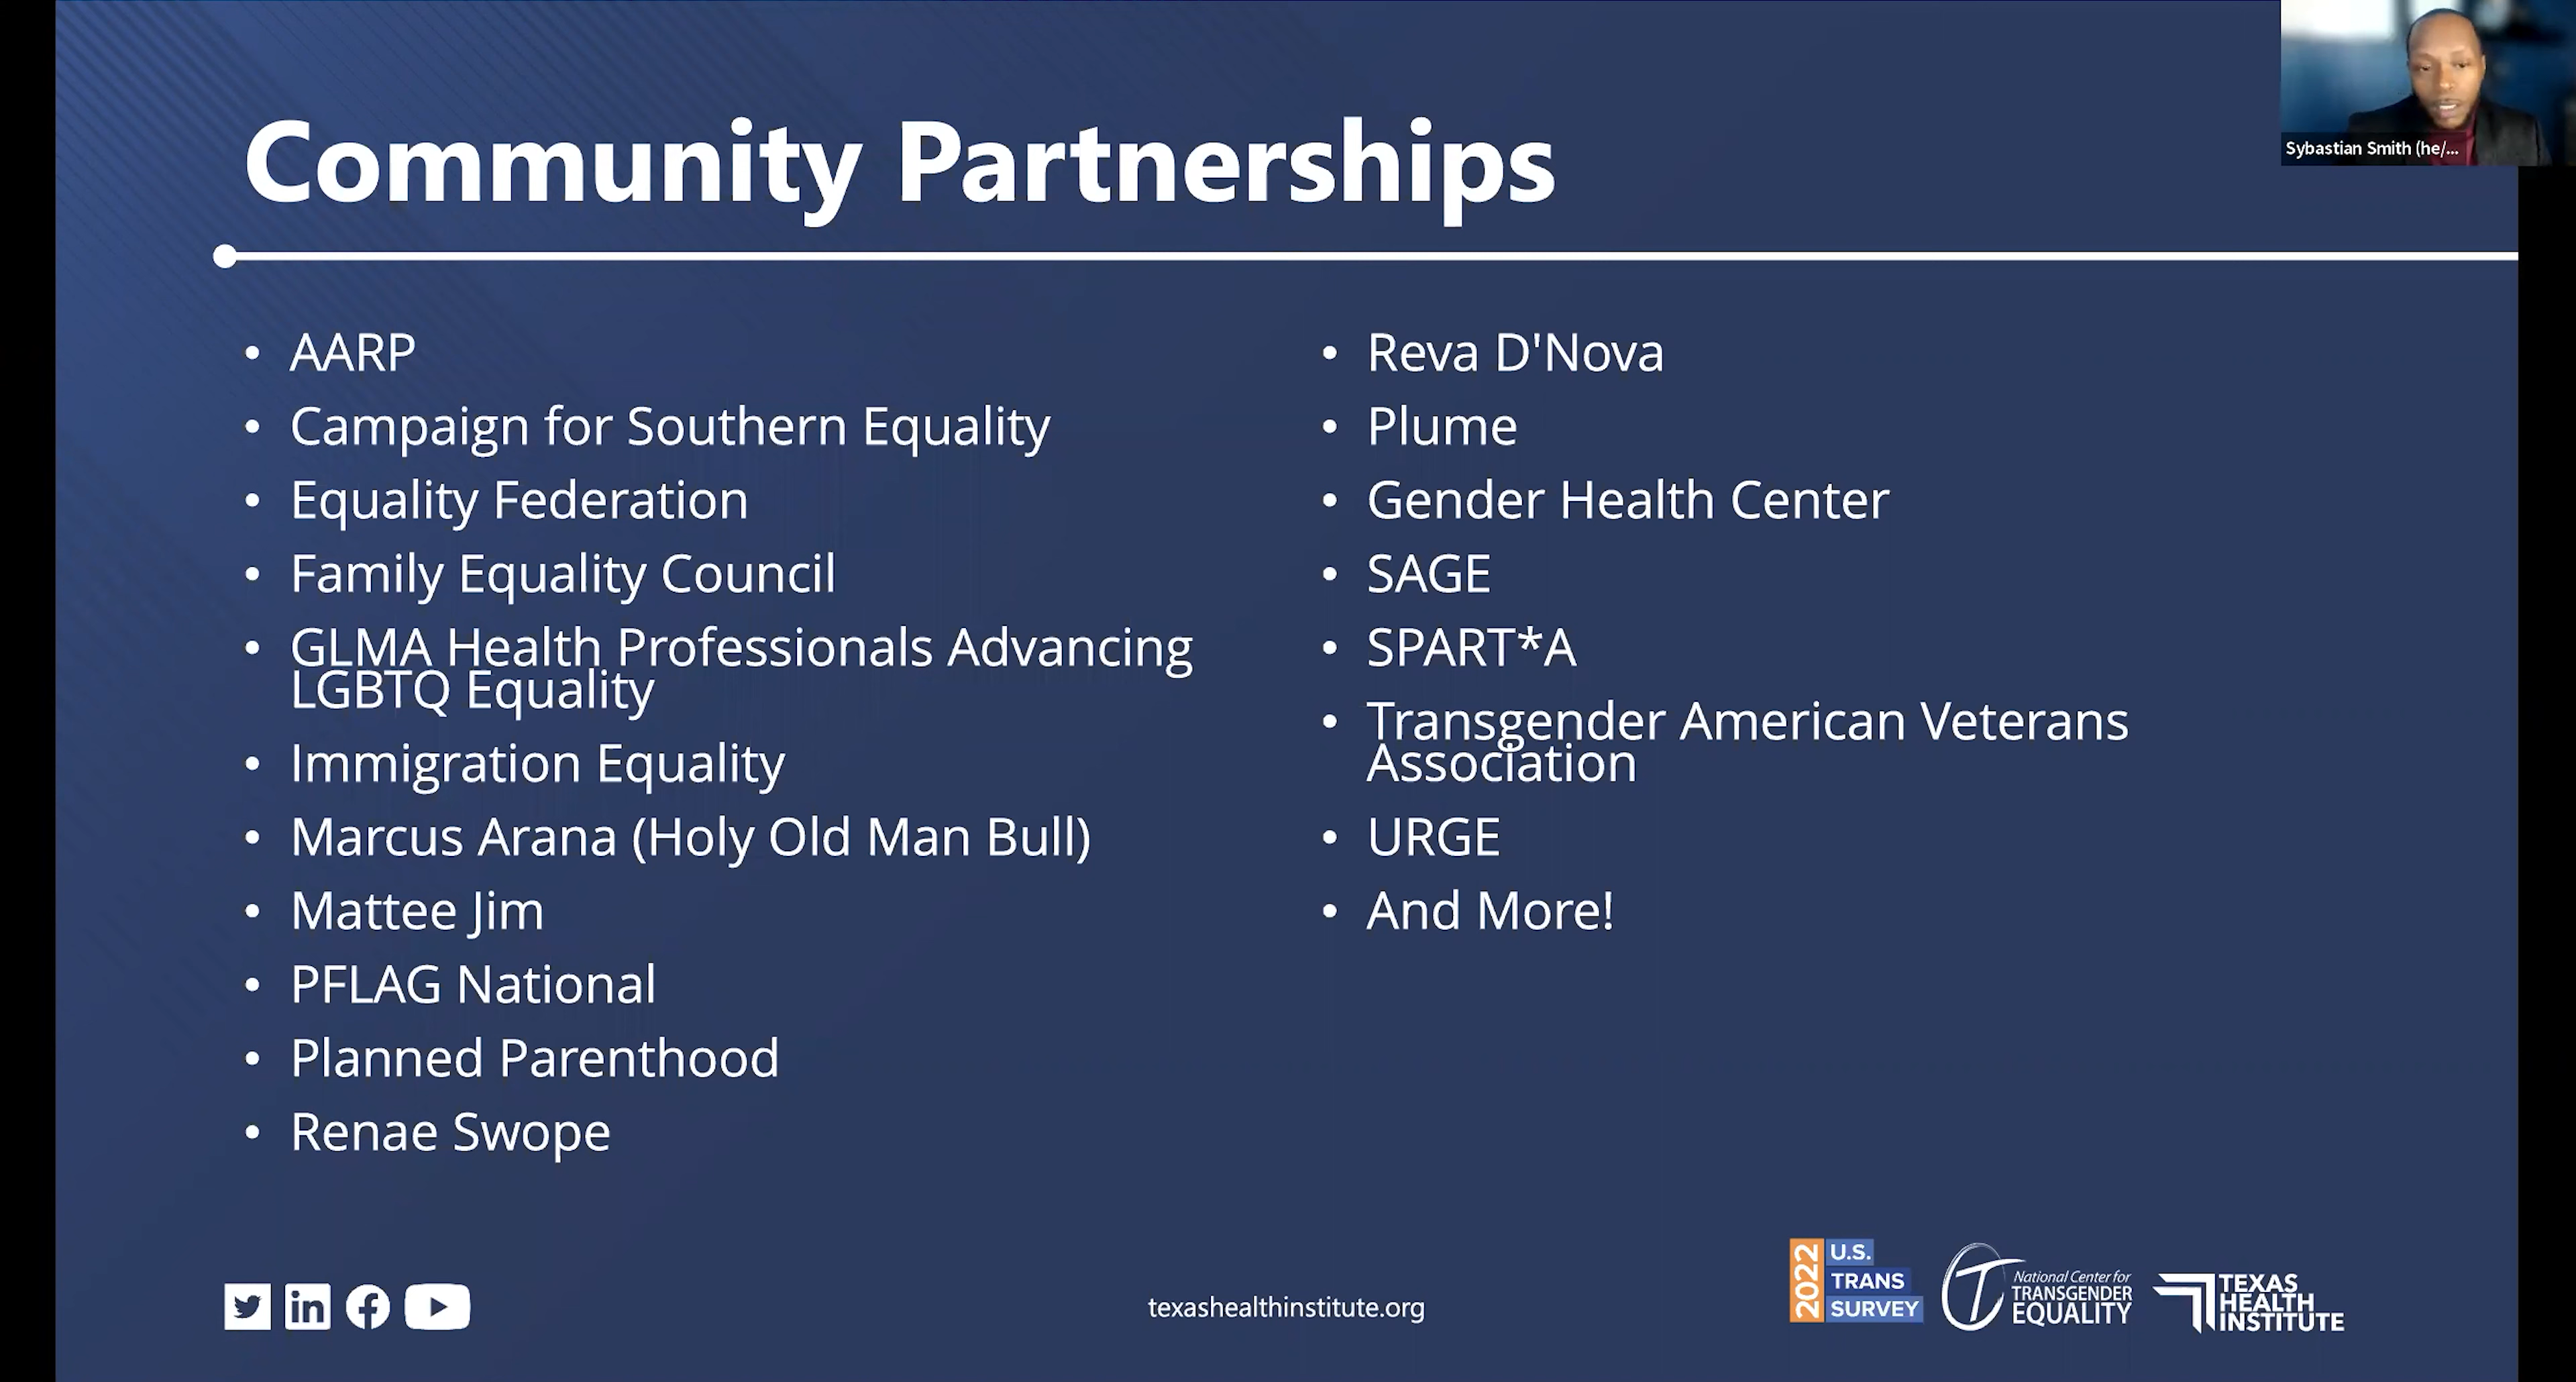 Community Partnerships
Sybastian Smith (he/...
AARP
Campaign for Southern Equality
Equality Federation
Family Equality Council
GLMA Health Professionals Advancing
LGBTQ Equality
Immigration Equality
Marcus Arana (Holy Old Man Bull)
Mattee Jim
PFLAG National
Planned Parenthood
Renae Swope
Reva D'Nova
Plume
Gender Health Center
SAGE
SPART*A
Transgender American Veterans
Association
URGE
And More!
texashealthinstitute.org
2022
U.S.
TRANS
SURVEY
National Center for
TRANSGENDER
EQUALITY
TEXAS
HEALTH
INSTITUTE